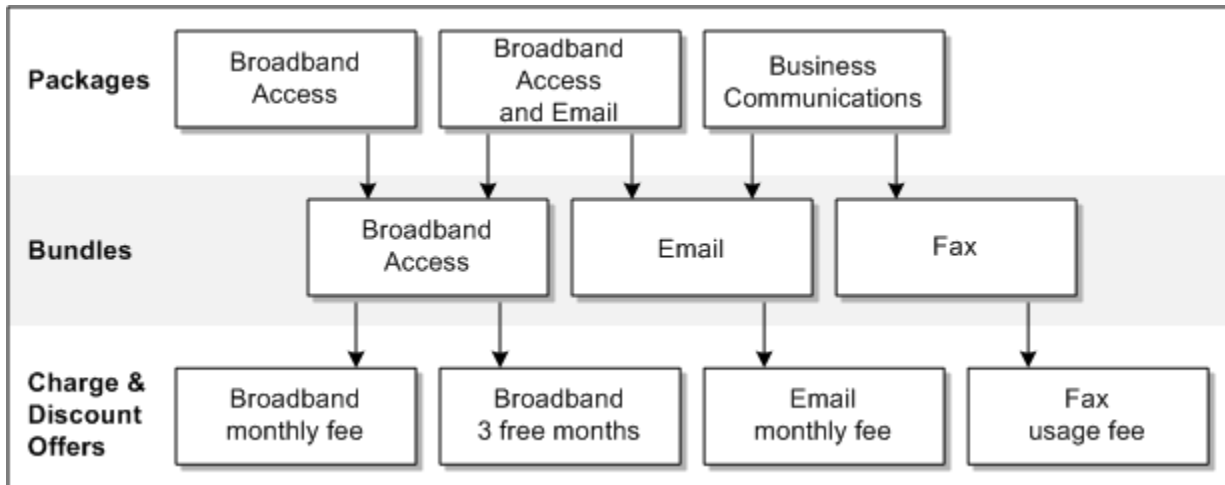 Packages
Broadband
Access
Broadband
Access
and Email
Business
Communications
Bundles
Broadband
Access
Email
Fax
Charge &
Discount
Offers
Broadband
monthly fee
Broadband
3 free months
Email
monthly fee
Fax
usage fee